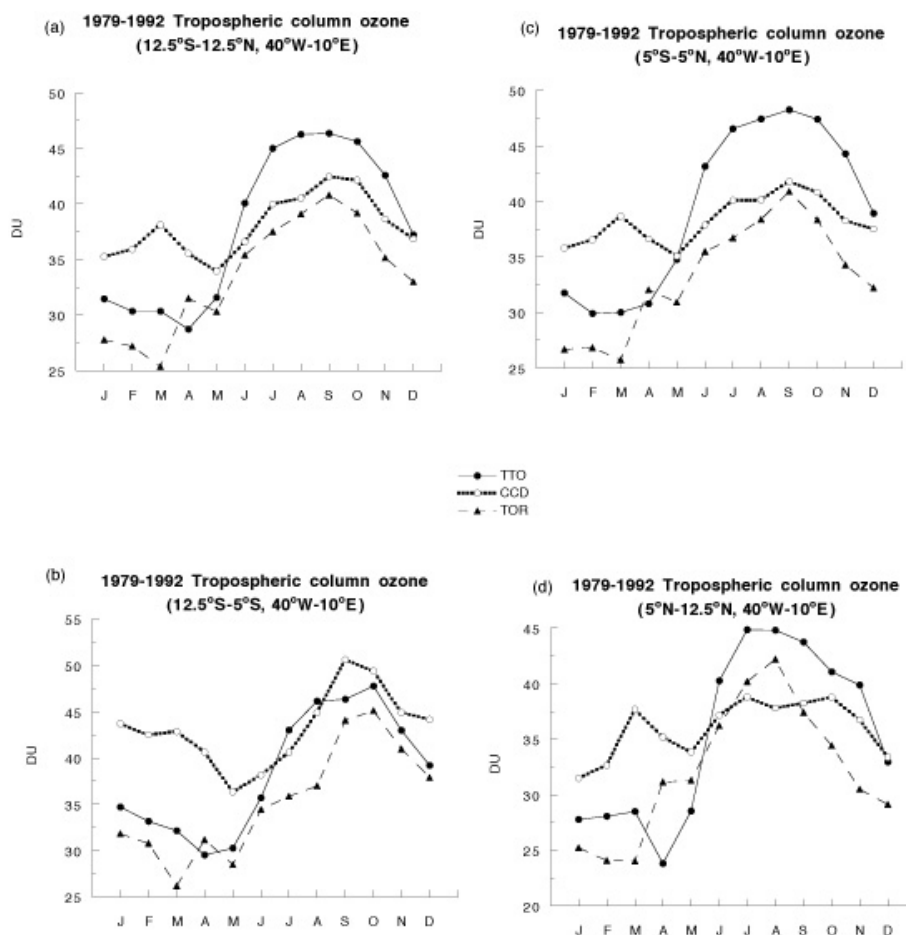 (a) 1979-1992 Tropospheric column ozone
(12.5°S-12.5°N, 40°W-10°E)
50
45
40
35
30
25
DU
J F M A M J J A S O N D
(c) 1979-1992 Tropospheric column ozone
(5°S-5°N, 40°W-10°E)
50
45
40
35
30
25
DU
J F M A M J J A S O N D
TTO
CCD
TOR
(b) 1979-1992 Tropospheric column ozone
(12.5°S-5°S, 40°W-10°E)
55
50
45
40
35
30
25
DU
J F M A M J J A S O N D
(d) 1979-1992 Tropospheric column ozone
(5°N-12.5°N, 40°W-10°E)
45
40
35
30
25
20
DU
J F M A M J J A S O N D